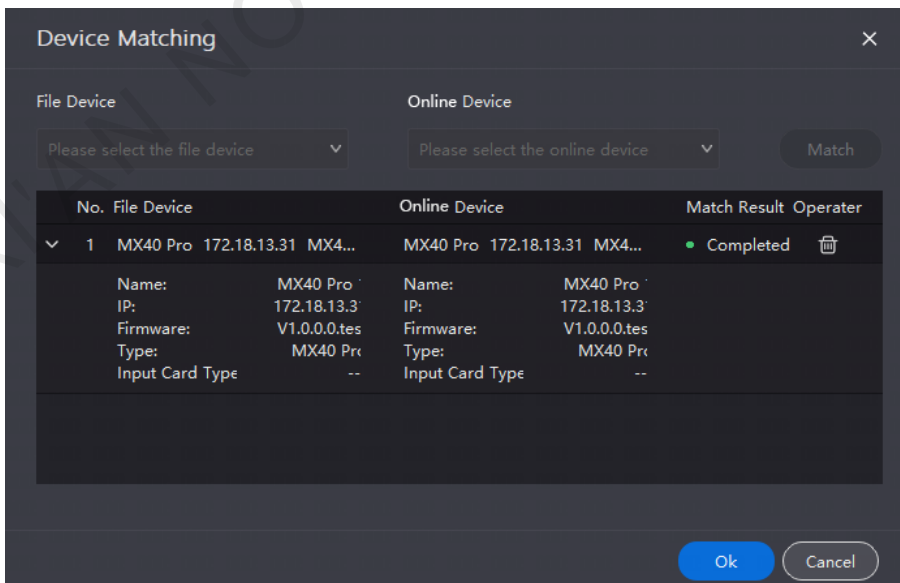 Device Matching
File Device
Online Device
Please select the file device
Please select the online device
Match
No. File Device Online Device Match Result Operater
1 MX40 Pro 172.18.13.31 MX4... MX40 Pro 172.18.13.31 MX4... Completed
Name: MX40 Pro Name: MX40 Pro
IP: 172.18.13.3 IP: 172.18.13.3
Firmware: V1.0.0.0.tes Firmware: V1.0.0.0.tes
Type: MX40 Pro Type: MX40 Pro
Input Card Type -- Input Card Type --
Ok
Cancel